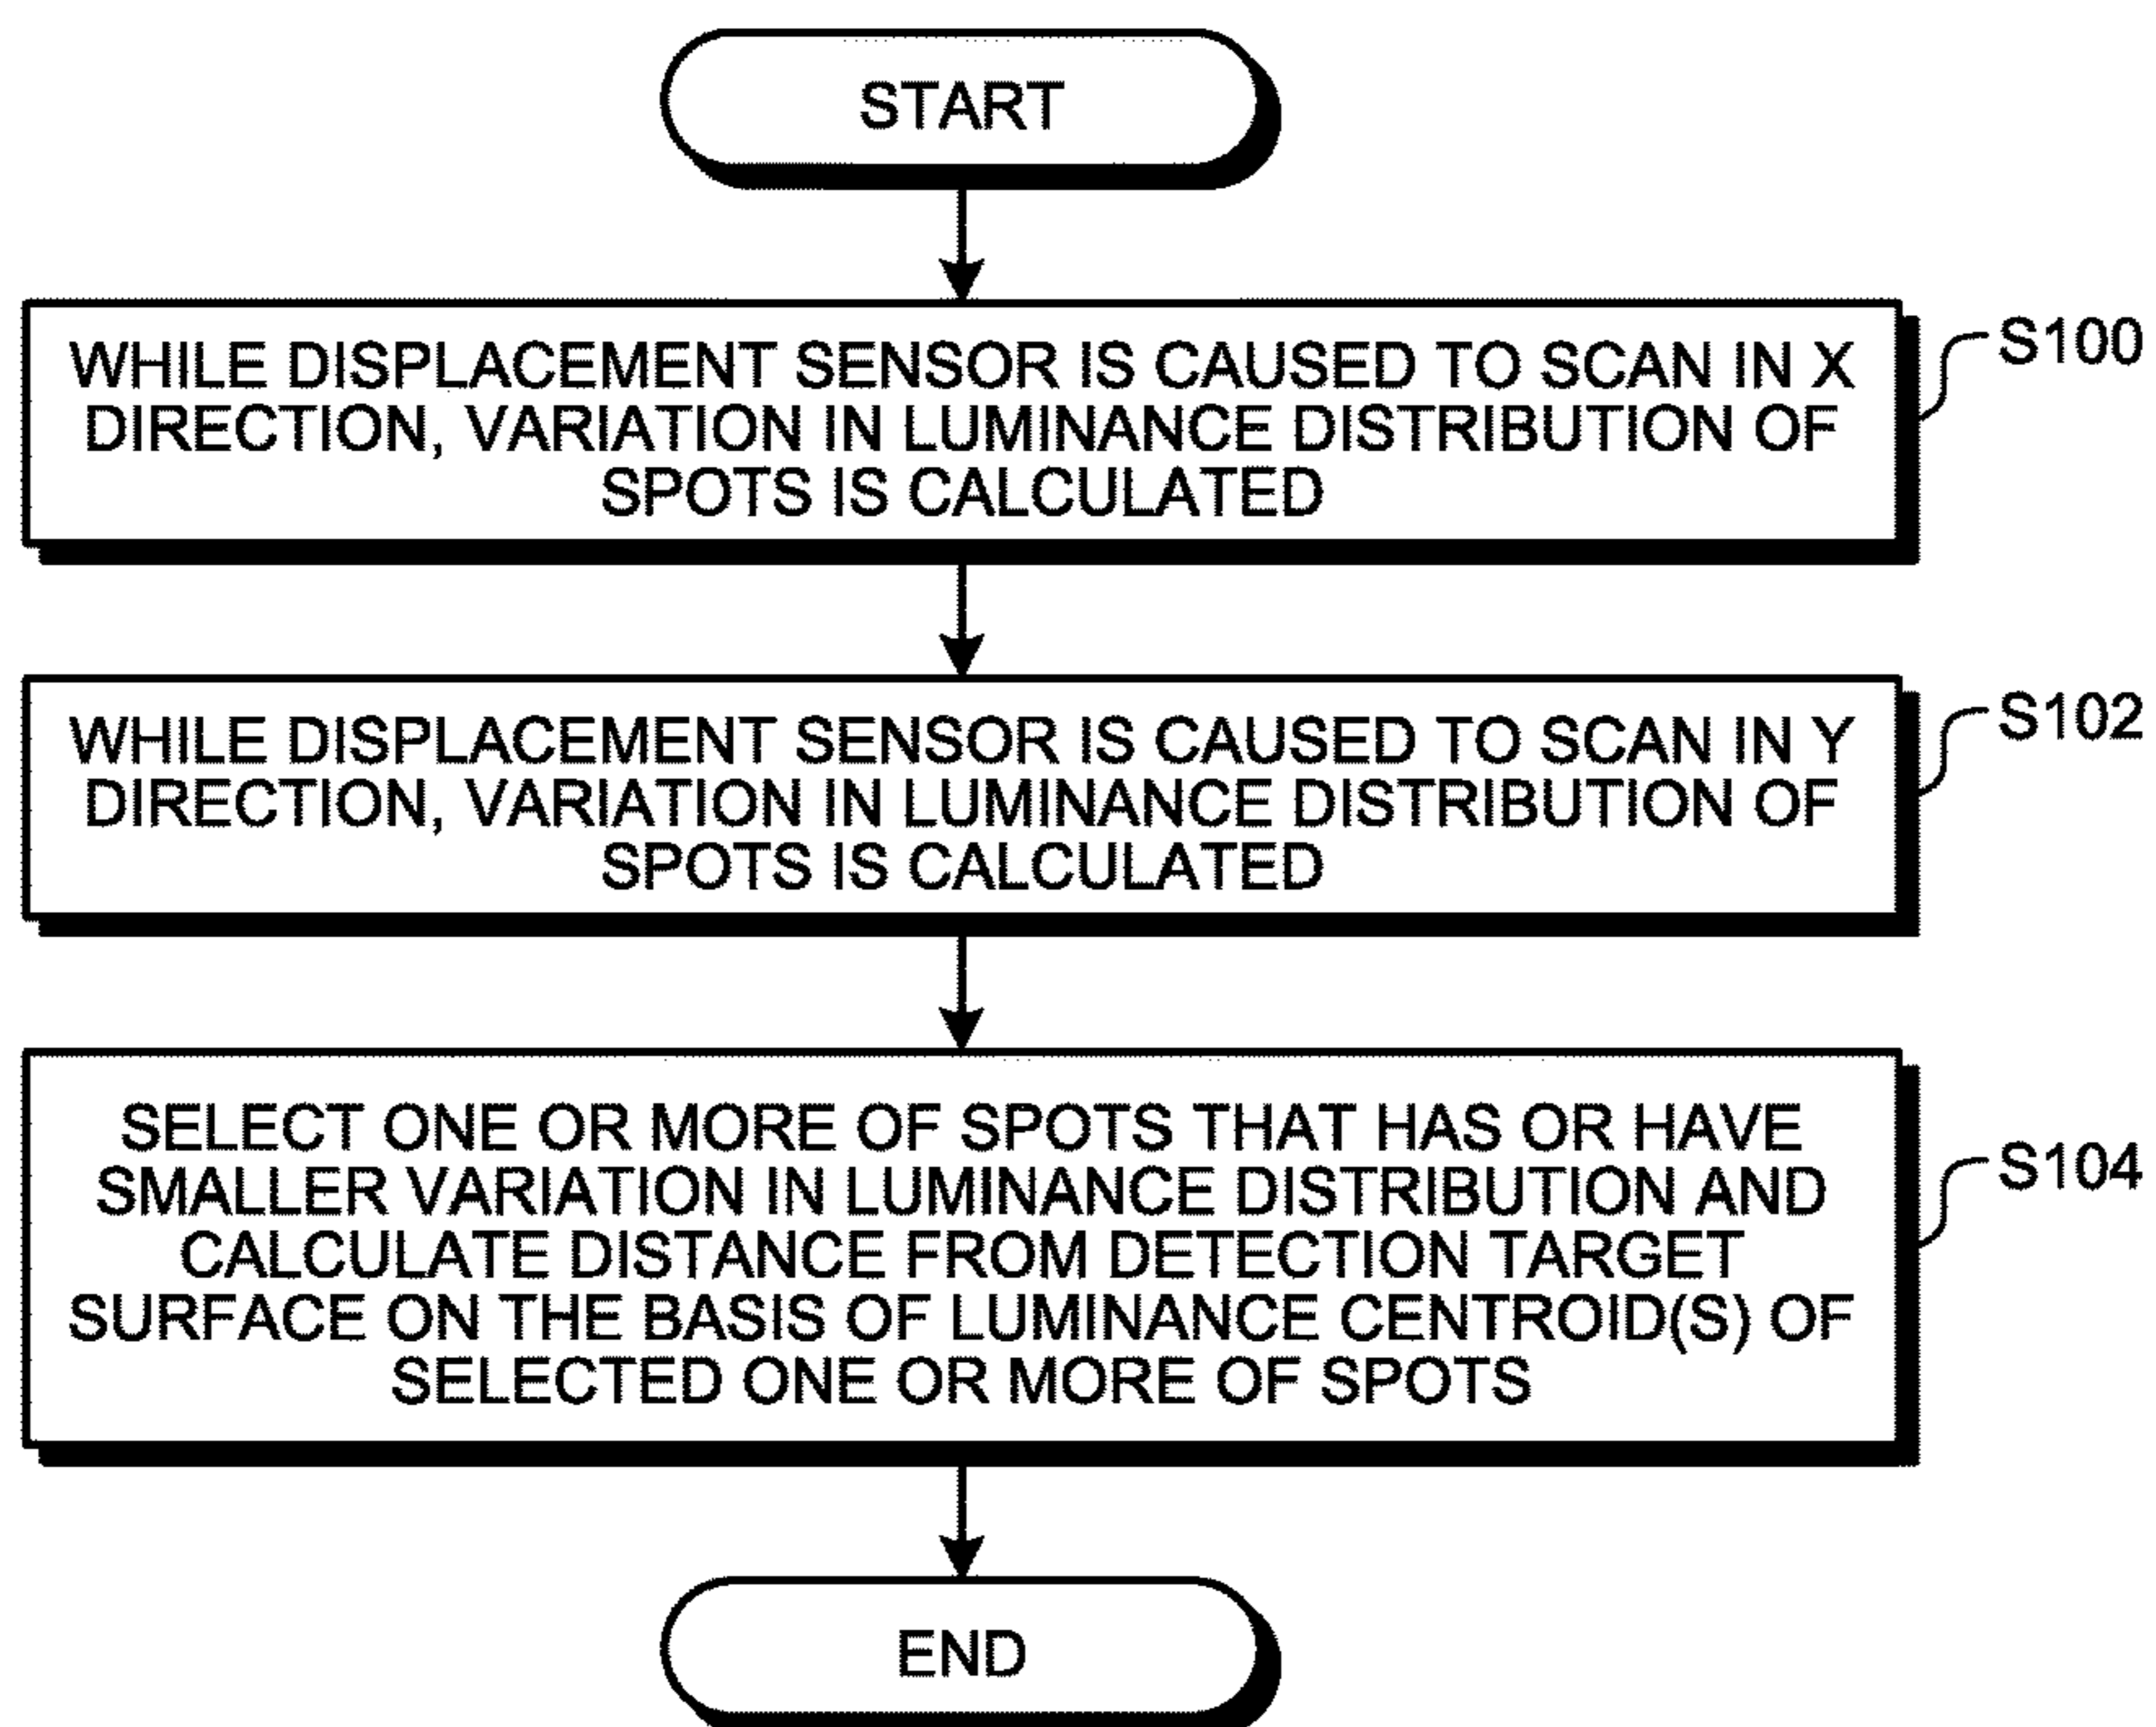 START
WHILE DISPLACEMENT SENSOR IS CAUSED TO SCAN IN X
DIRECTION, VARIATION IN LUMINANCE DISTRIBUTION OF
SPOTS IS CALCULATED
S100
WHILE DISPLACEMENT SENSOR IS CAUSED TO SCAN IN Y
DIRECTION, VARIATION IN LUMINANCE DISTRIBUTION OF
SPOTS IS CALCULATED
S102
SELECT ONE OR MORE OF SPOTS THAT HAS OR HAVE
SMALLER VARIATION IN LUMINANCE DISTRIBUTION AND
CALCULATE DISTANCE FROM DETECTION TARGET
SURFACE ON THE BASIS OF LUMINANCE CENTROID(S) OF
SELECTED ONE OR MORE OF SPOTS
S104
END